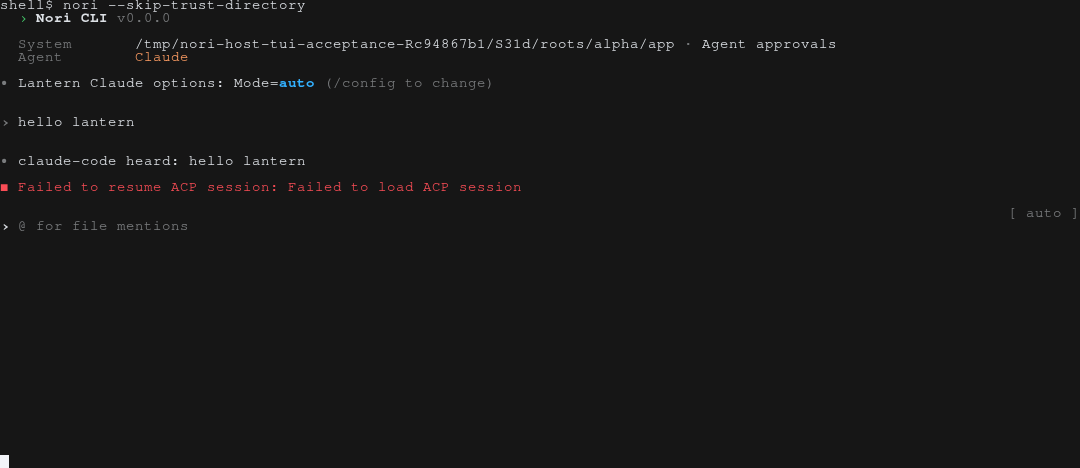 shell$ nori --skip-trust-directory
› Nori CLI v0.0.0
System /tmp/nori-host-tui-acceptance-Rc94867b1/S31d/roots/alpha/app · Agent approvals
Agent Claude
• Lantern Claude options: Mode=auto (/config to change)
› hello lantern
• claude-code heard: hello lantern
■ Failed to resume ACP session: Failed to load ACP session
[ auto ]
› @ for file mentions